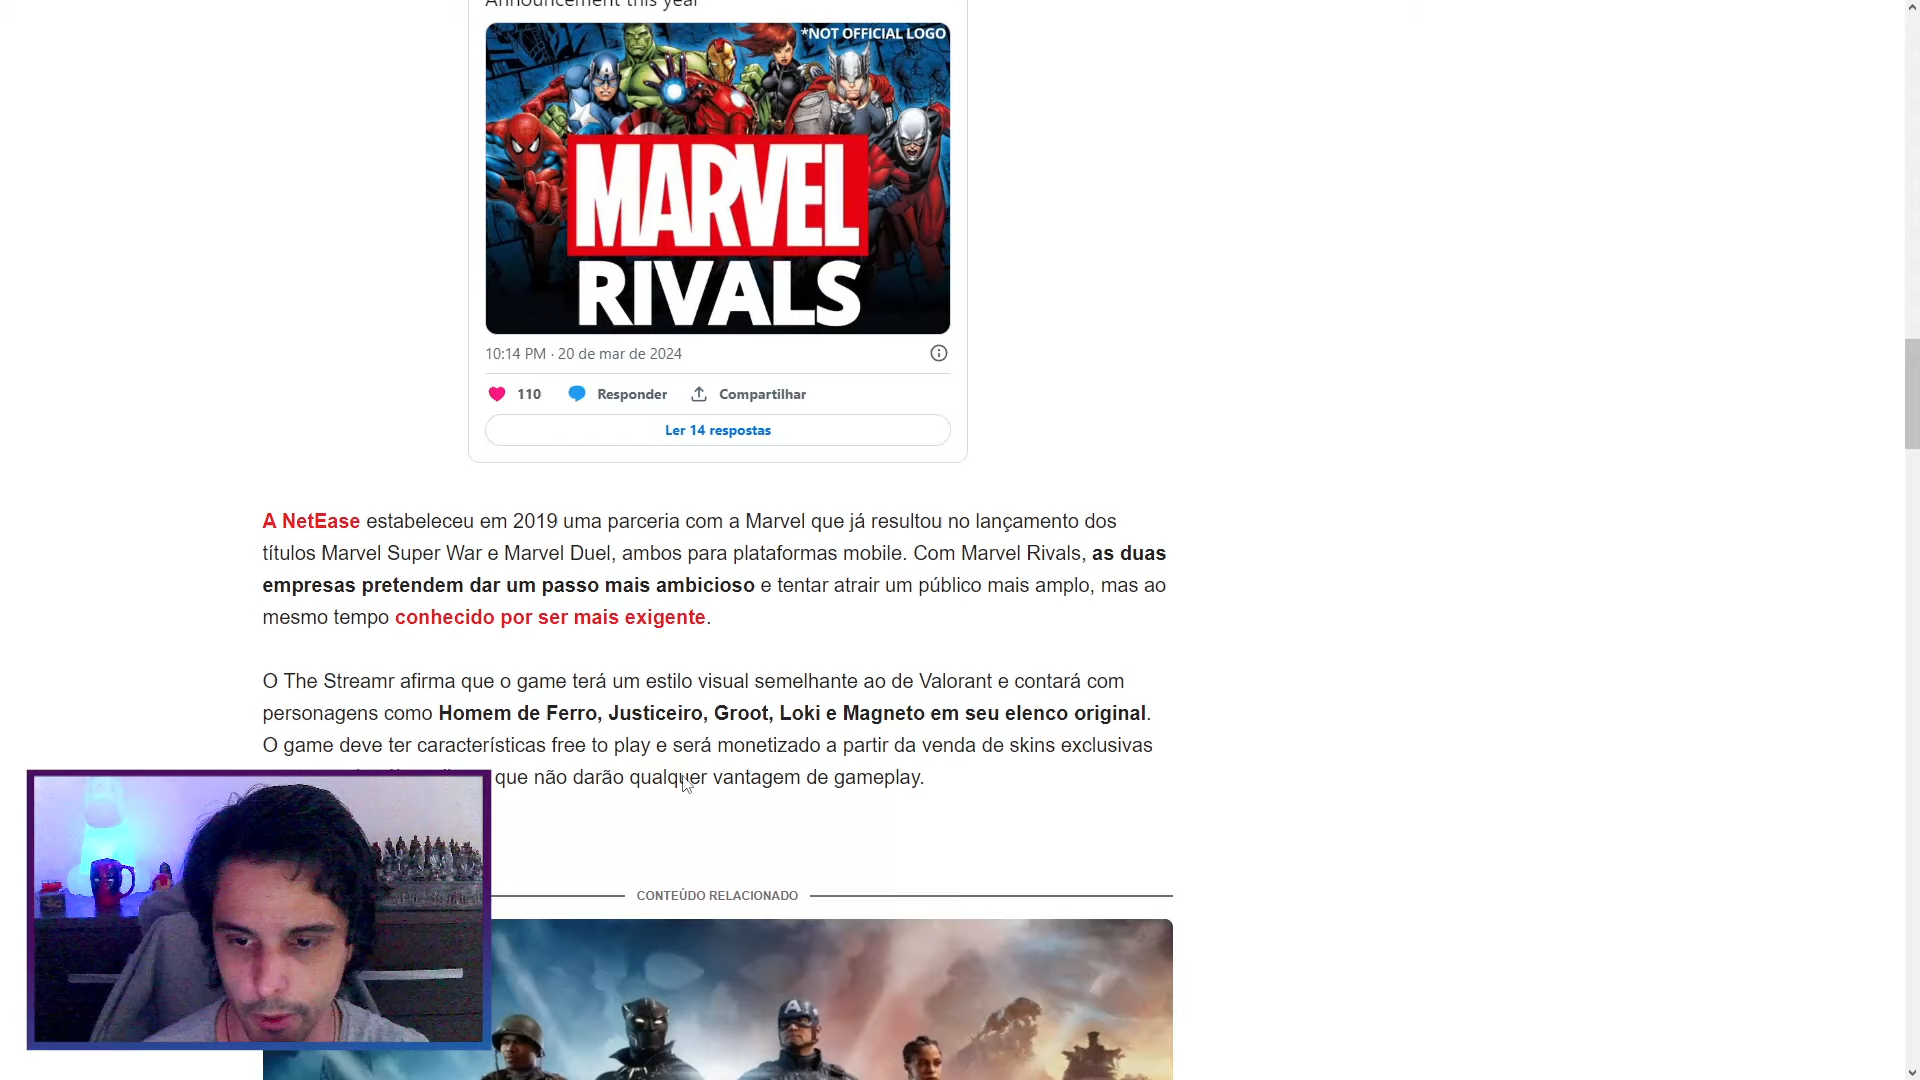 Announcement this year
*NOT OFFICIAL LOGO
MARVEL
RIVALS
10:14 PM · 20 de mar de 2024
110 Responder Compartilhar
Ler 14 respostas
A NetEase estabeleceu em 2019 uma parceria com a Marvel que já resultou no lançamento dos
títulos Marvel Super War e Marvel Duel, ambos para plataformas mobile. Com Marvel Rivals, as duas
empresas pretendem dar um passo mais ambicioso e tentar atrair um público mais amplo, mas ao
mesmo tempo conhecido por ser mais exigente.
O The Streamr afirma que o game terá um estilo visual semelhante ao de Valorant e contará com
personagens como Homem de Ferro, Justiceiro, Groot, Loki e Magneto em seu elenco original.
O game deve ter características free to play e será monetizado a partir da venda de skins exclusivas
que não darão qualquer vantagem de gameplay.
CONTEÚDO RELACIONADO